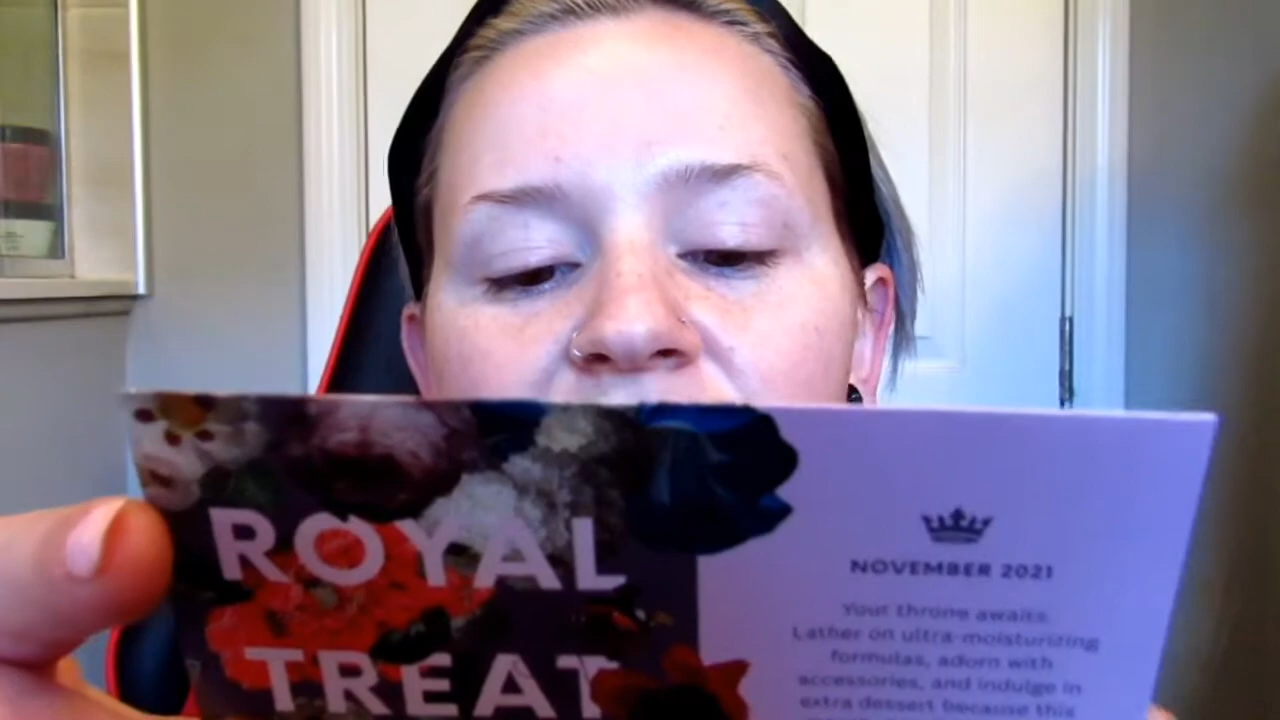 ROYAL
TREAT
NOVEMBER 2021
Your throne awaits.
Lather on ultra-moisturizing
formulas, adorn with
accessories, and indulge in
extra dessert because this